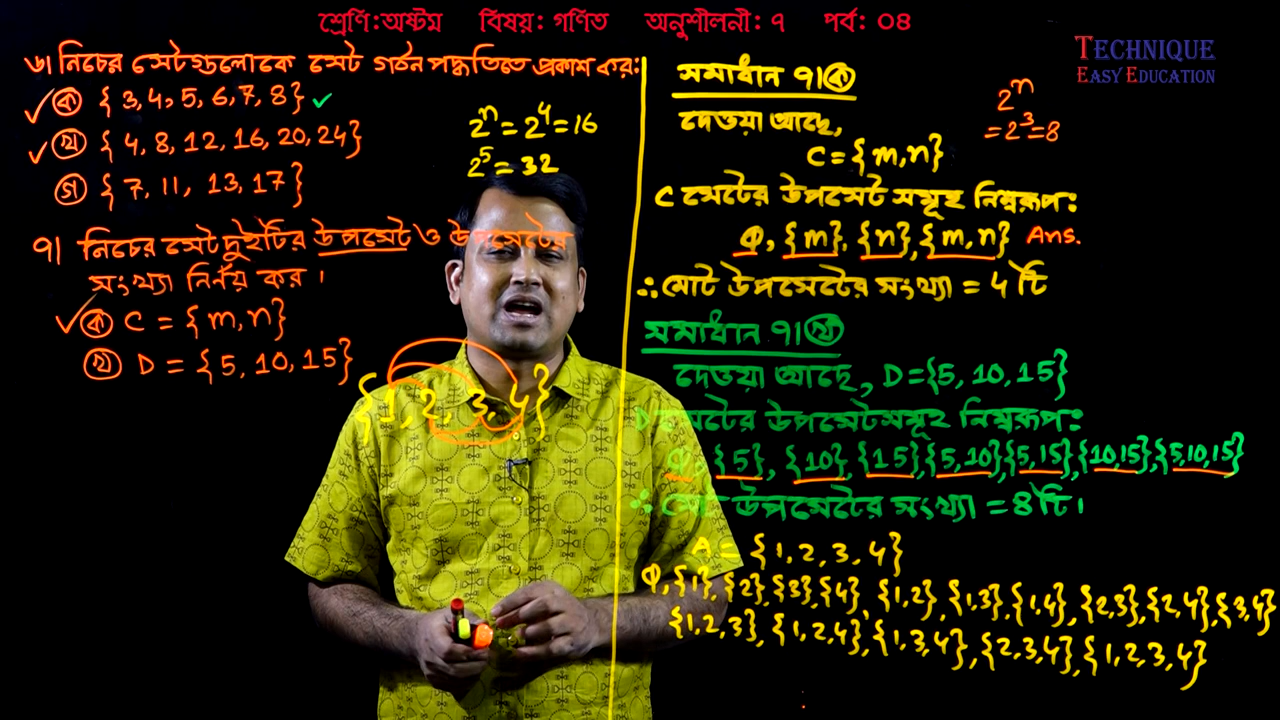 শ্রেণি:অষ্টম বিষয়: গণিত অনুশীলনী: ৭ পর্ব: ০৪
TECHNIQUE
EASY EDUCATION
৬। নিচের সেটগুলোকে সেট গঠন পদ্ধতিতে প্রকাশ কর:
ক {3,4,5,6,7,8}
খ {4,8,12,16,20,24}
গ {7,11,13,17}
2ⁿ=2⁴=16
2⁵=32
৭। নিচের সেট দুইটির উপসেট ও উপসেটের
সংখ্যা নির্ণয় কর।
ক C = {m,n}
খ D = {5,10,15}
{1,2,3,4}
সমাধান ৭।ক
দেওয়া আছে,
C={m,n}
2ⁿ
=2³=8
C সেটের উপসেট সমূহ নিম্নরূপ:
Φ, {m}, {n}, {m,n} Ans.
∴ মোট উপসেটের সংখ্যা = 4 টি
সমাধান ৭।খ
দেওয়া আছে, D={5,10,15}
D সেটের উপসেটসমূহ নিম্নরূপ:
Φ, {5}, {10}, {15}, {5,10}, {5,15}, {10,15}, {5,10,15}
∴ মোট উপসেটের সংখ্যা = 8 টি।
A = {1,2,3,4}
Φ, {1}, {2}, {3}, {4}, {1,2}, {1,3}, {1,4}, {2,3}, {2,4}, {3,4}
{1,2,3}, {1,2,4}, {1,3,4}, {2,3,4}, {1,2,3,4}